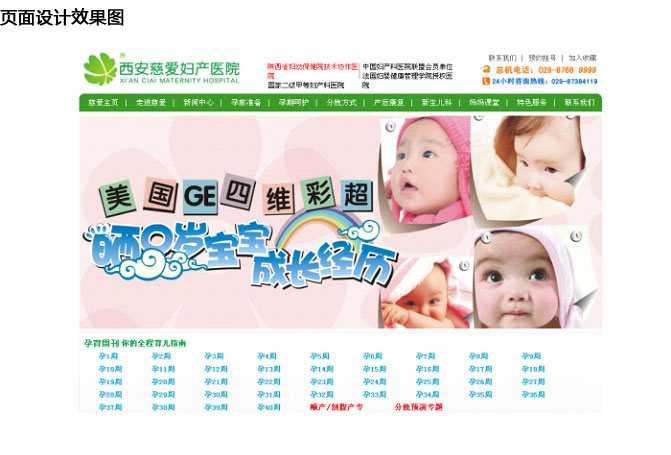 页面设计效果图
联系我们 | 预约挂号 | 加入收藏
西安慈爱妇产医院
XI'AN CIAI MATERNITY HOSPITAL
陕西省妇幼保健院技术协作医院
国家二级甲等妇产科医院
中国妇产科医院联盟会员单位
法国妇婴健康管理学院授权医院
总机电话：029-8766 9999
24小时咨询热线：029-87384119
慈爱主页 | 走进慈爱 | 新闻中心 | 孕前准备 | 孕期呵护 | 分娩方式 | 产后康复 | 新生儿科 | 妈妈课堂 | 特色服务 | 联系我们
美国GE四维彩超
晒0岁宝宝
成长经历
孕育周刊 你的全程育儿指南
孕1周 孕2周 孕3周 孕4周 孕5周 孕6周 孕7周 孕8周 孕9周
孕10周 孕11周 孕12周 孕13周 孕14周 孕15周 孕16周 孕17周 孕18周
孕19周 孕20周 孕21周 孕22周 孕23周 孕24周 孕25周 孕26周 孕27周
孕28周 孕29周 孕30周 孕31周 孕32周 孕33周 孕34周 孕35周 孕36周
孕37周 孕38周 孕39周 孕40周 顺产/剖腹产专 分娩预演专题